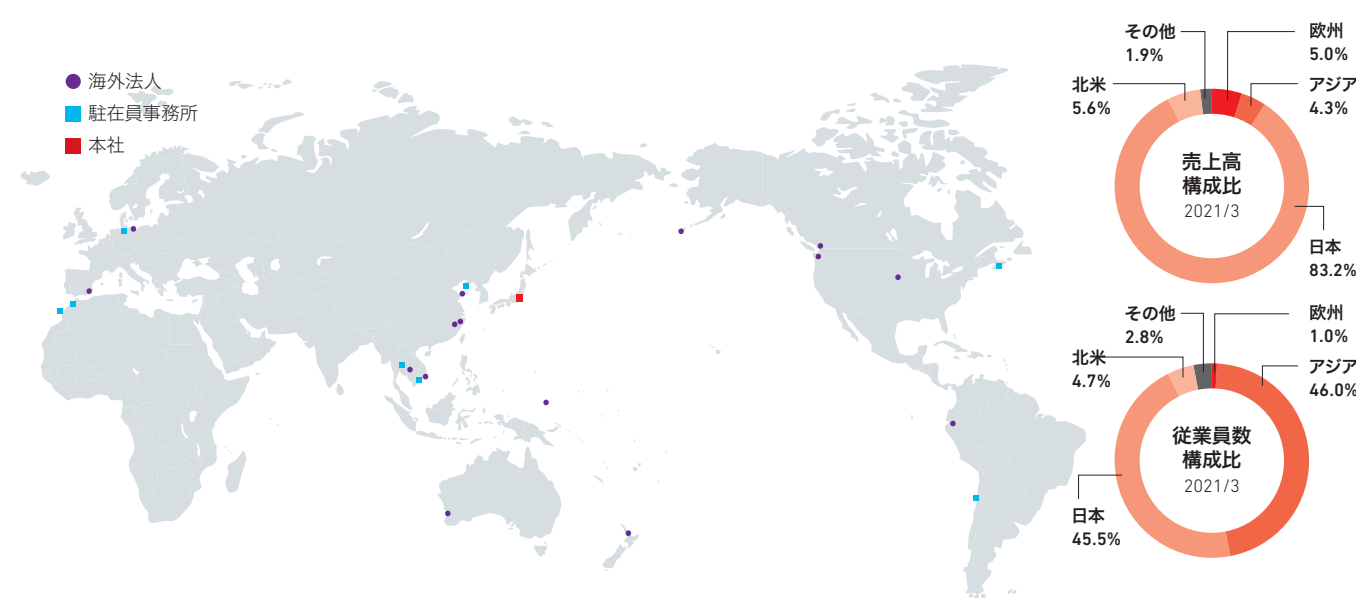 海外法人
駐在員事務所
本社
その他
1.9%
欧州
5.0%
北米
5.6%
アジア
4.3%
売上高
構成比
2021/3
日本
83.2%
その他
2.8%
欧州
1.0%
北米
4.7%
アジア
46.0%
従業員数
構成比
2021/3
日本
45.5%